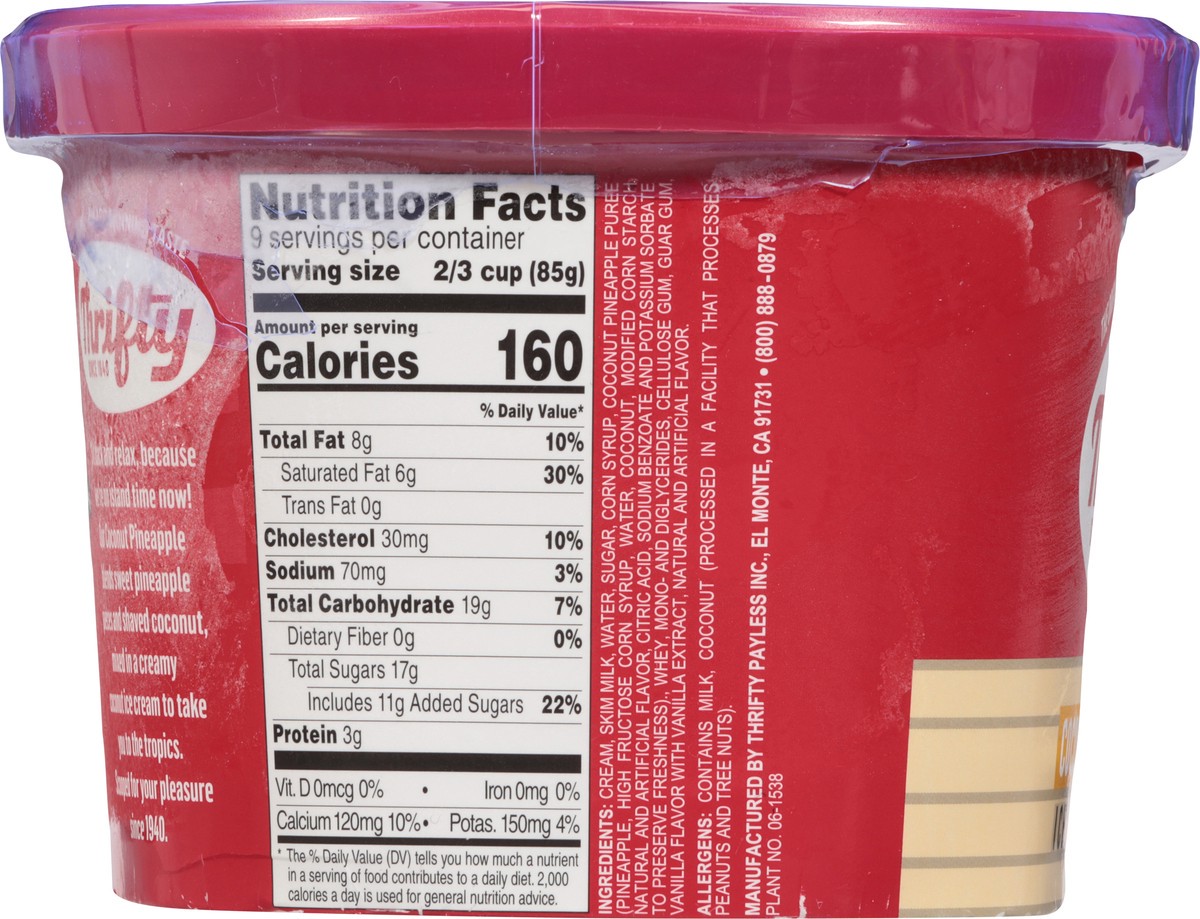 TASTE
Thrifty
SINCE 1940
and relax, because
island time now!
Coconut Pineapple
sweet pineapple
and shaved coconut,
mixed in a creamy
coconut ice cream to take
you to the tropics.
for your pleasure
since 1940.
Nutrition Facts
9 servings per container
Serving size 2/3 cup (85g)
Amount per serving
Calories 160
% Daily Value*
Total Fat 8g 10%
Saturated Fat 6g 30%
Trans Fat 0g
Cholesterol 30mg 10%
Sodium 70mg 3%
Total Carbohydrate 19g 7%
Dietary Fiber 0g 0%
Total Sugars 17g
Includes 11g Added Sugars 22%
Protein 3g
Vit. D 0mcg 0% • Iron 0mg 0%
Calcium 120mg 10% • Potas. 150mg 4%
* The % Daily Value (DV) tells you how much a nutrient
in a serving of food contributes to a daily diet. 2,000
calories a day is used for general nutrition advice.
INGREDIENTS: CREAM, SKIM MILK, WATER, SUGAR, CORN SYRUP, COCONUT PINEAPPLE PUREE
(PINEAPPLE, HIGH FRUCTOSE CORN SYRUP, WATER, COCONUT, MODIFIED CORN STARCH,
NATURAL AND ARTIFICIAL FLAVOR, CITRIC ACID, SODIUM BENZOATE AND POTASSIUM SORBATE
TO PRESERVE FRESHNESS), WHEY, MONO- AND DIGLYCERIDES, CELLULOSE GUM, GUAR GUM,
VANILLA FLAVOR WITH VANILLA EXTRACT, NATURAL AND ARTIFICIAL FLAVOR.
ALLERGENS: CONTAINS MILK, COCONUT (PROCESSED IN A FACILITY THAT PROCESSES
PEANUTS AND TREE NUTS).
MANUFACTURED BY THRIFTY PAYLESS INC., EL MONTE, CA 91731 • (800) 888-0879
PLANT NO. 06-1538